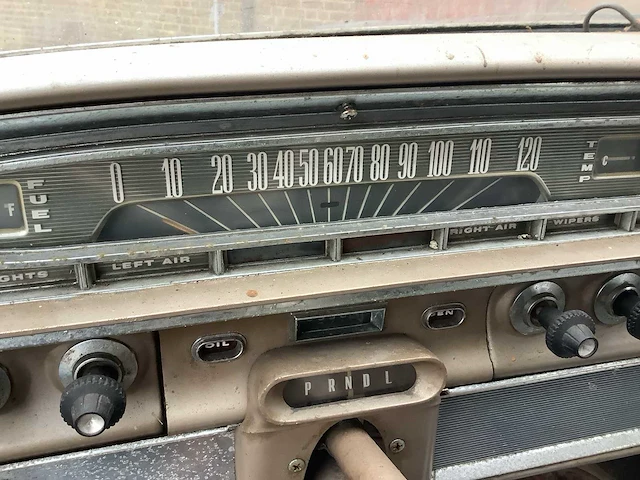 0 10 20 30 40 50 60 70 80 90 100 110 120
FUEL
F
TEMP
C
GHTS
LEFT AIR
RIGHT AIR
WIPERS
OIL
GEN
P R N D L